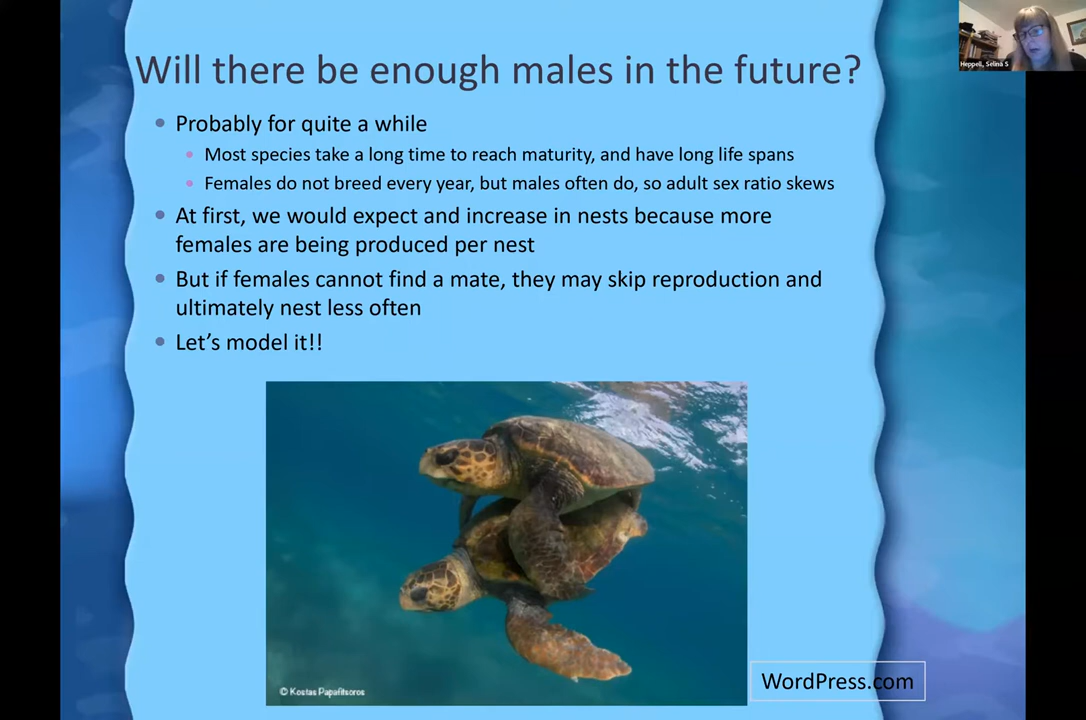 Will there be enough males in the future?
Heppell, Selina S
Probably for quite a while
Most species take a long time to reach maturity, and have long life spans
Females do not breed every year, but males often do, so adult sex ratio skews
At first, we would expect and increase in nests because more
females are being produced per nest
But if females cannot find a mate, they may skip reproduction and
ultimately nest less often
Let's model it!!
© Kostas Papafitsoros
WordPress.com